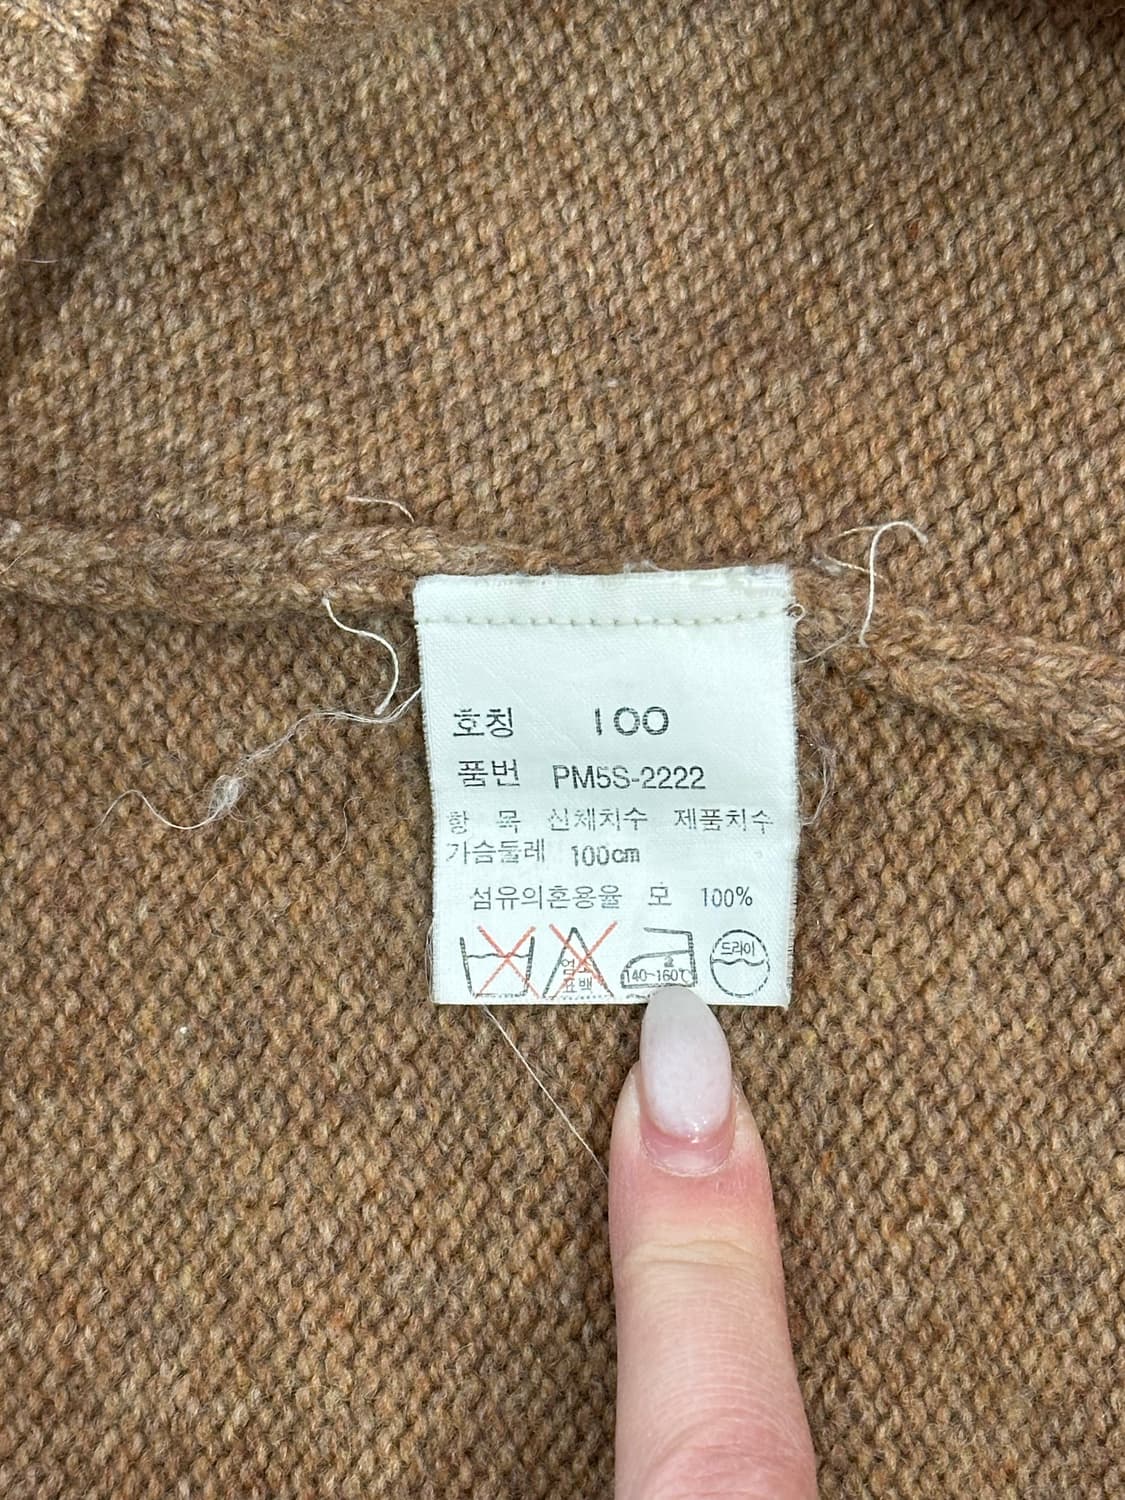 호칭 100
품번 PM5S-2222
항 목 신체치수 제품치수
가슴둘레 100cm
섬유의혼용율 모 100%
염소 표백 140~160℃ 드라이